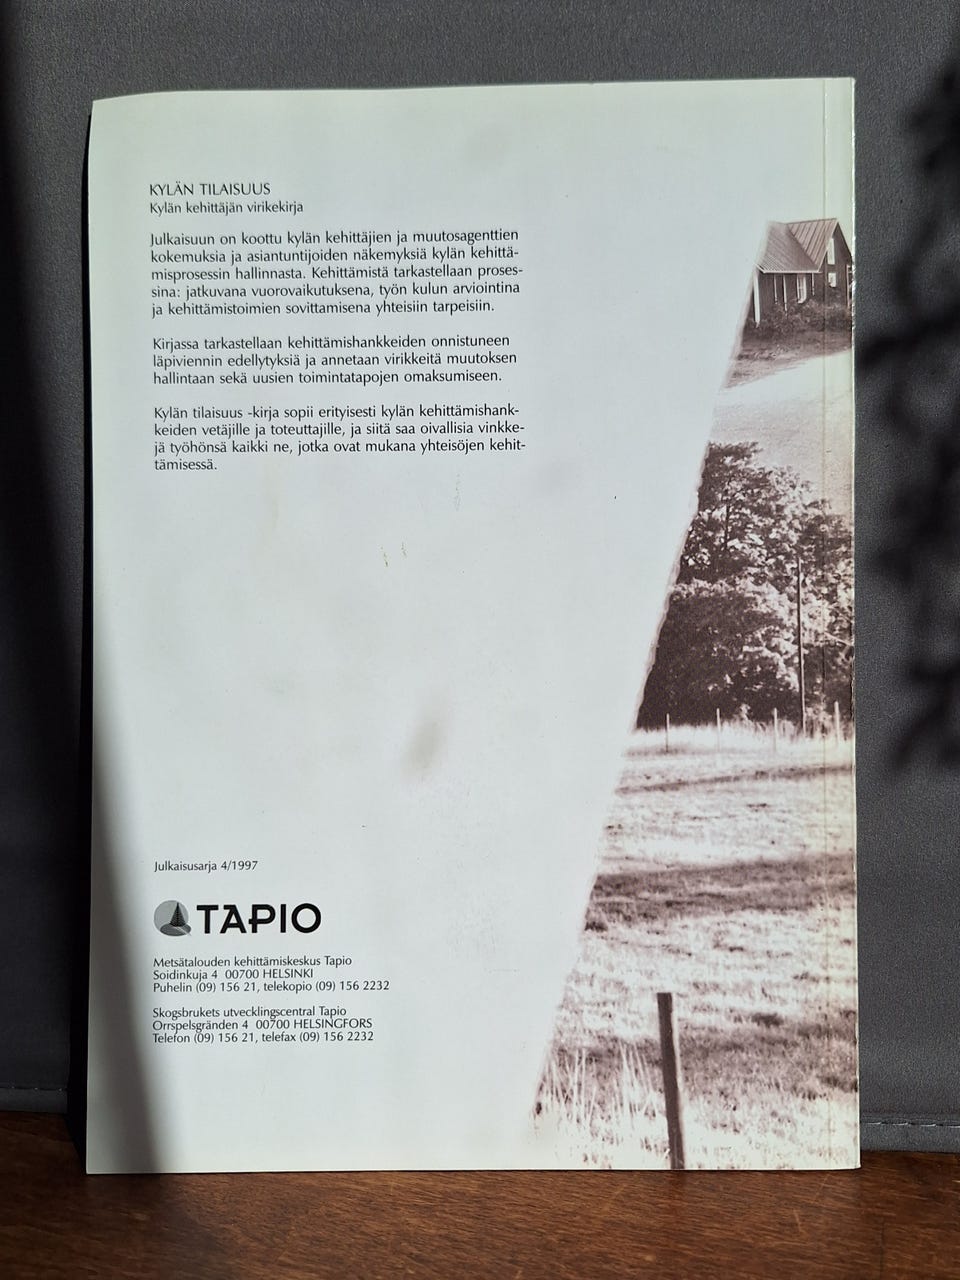 KYLÄN TILAISUUS
Kylän kehittäjän virikekirja
Julkaisuun on koottu kylän kehittäjien ja muutosagenttien
kokemuksia ja asiantuntijoiden näkemyksiä kylän kehittä-
misprosessin hallinnasta. Kehittämistä tarkastellaan proses-
sina: jatkuvana vuorovaikutuksena, työn kulun arviointina
ja kehittämistoimien sovittamisena yhteisiin tarpeisiin.
Kirjassa tarkastellaan kehittämishankkeiden onnistuneen
läpiviennin edellytyksiä ja annetaan virikkeitä muutoksen
hallintaan sekä uusien toimintatapojen omaksumiseen.
Kylän tilaisuus -kirja sopii erityisesti kylän kehittämishank-
keiden vetäjille ja toteuttajille, ja siitä saa oivallisia vinkke-
jä työhönsä kaikki ne, jotka ovat mukana yhteisöjen kehit-
tämisessä.
Julkaisusarja 4/1997
TAPIO
Metsätalouden kehittämiskeskus Tapio
Soidinkuja 4 00700 HELSINKI
Puhelin (09) 156 21, telekopio (09) 156 2232
Skogsbrukets utvecklingscentral Tapio
Orrspelsgränden 4 00700 HELSINGFORS
Telefon (09) 156 21, telefax (09) 156 2232